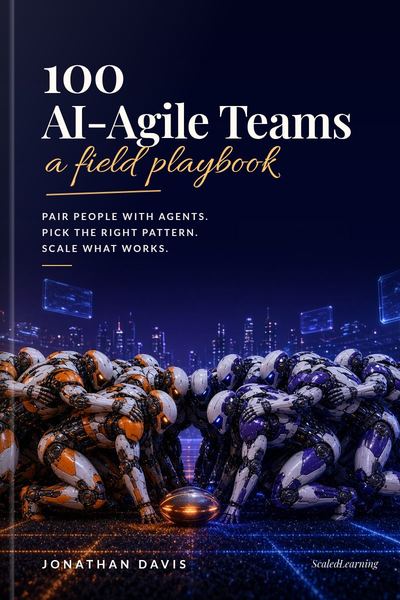 100
AI-Agile Teams
a field playbook
PAIR PEOPLE WITH AGENTS.
PICK THE RIGHT PATTERN.
SCALE WHAT WORKS.
JONATHAN DAVIS
ScaledLearning